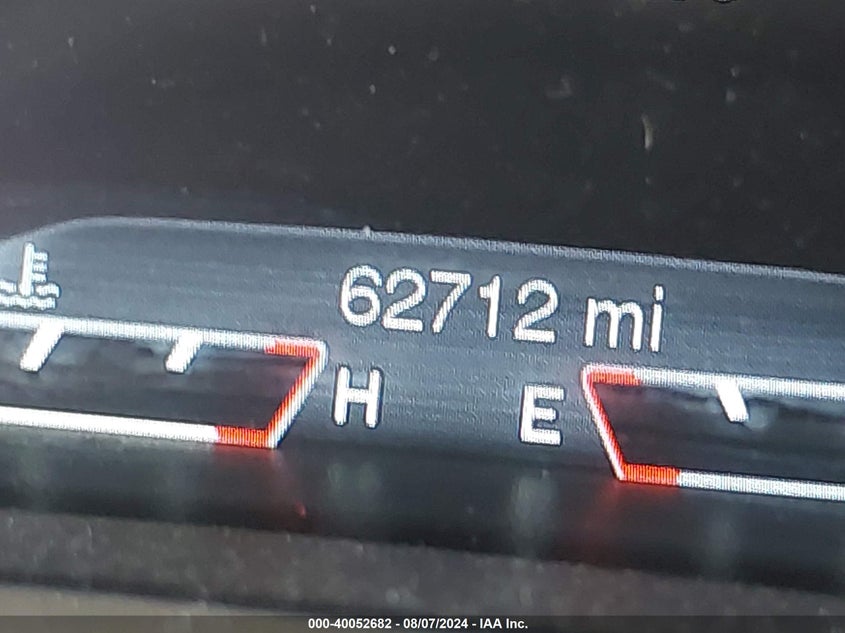 62712 mi
H
E
000-40052682 - 08/07/2024 - IAA Inc.